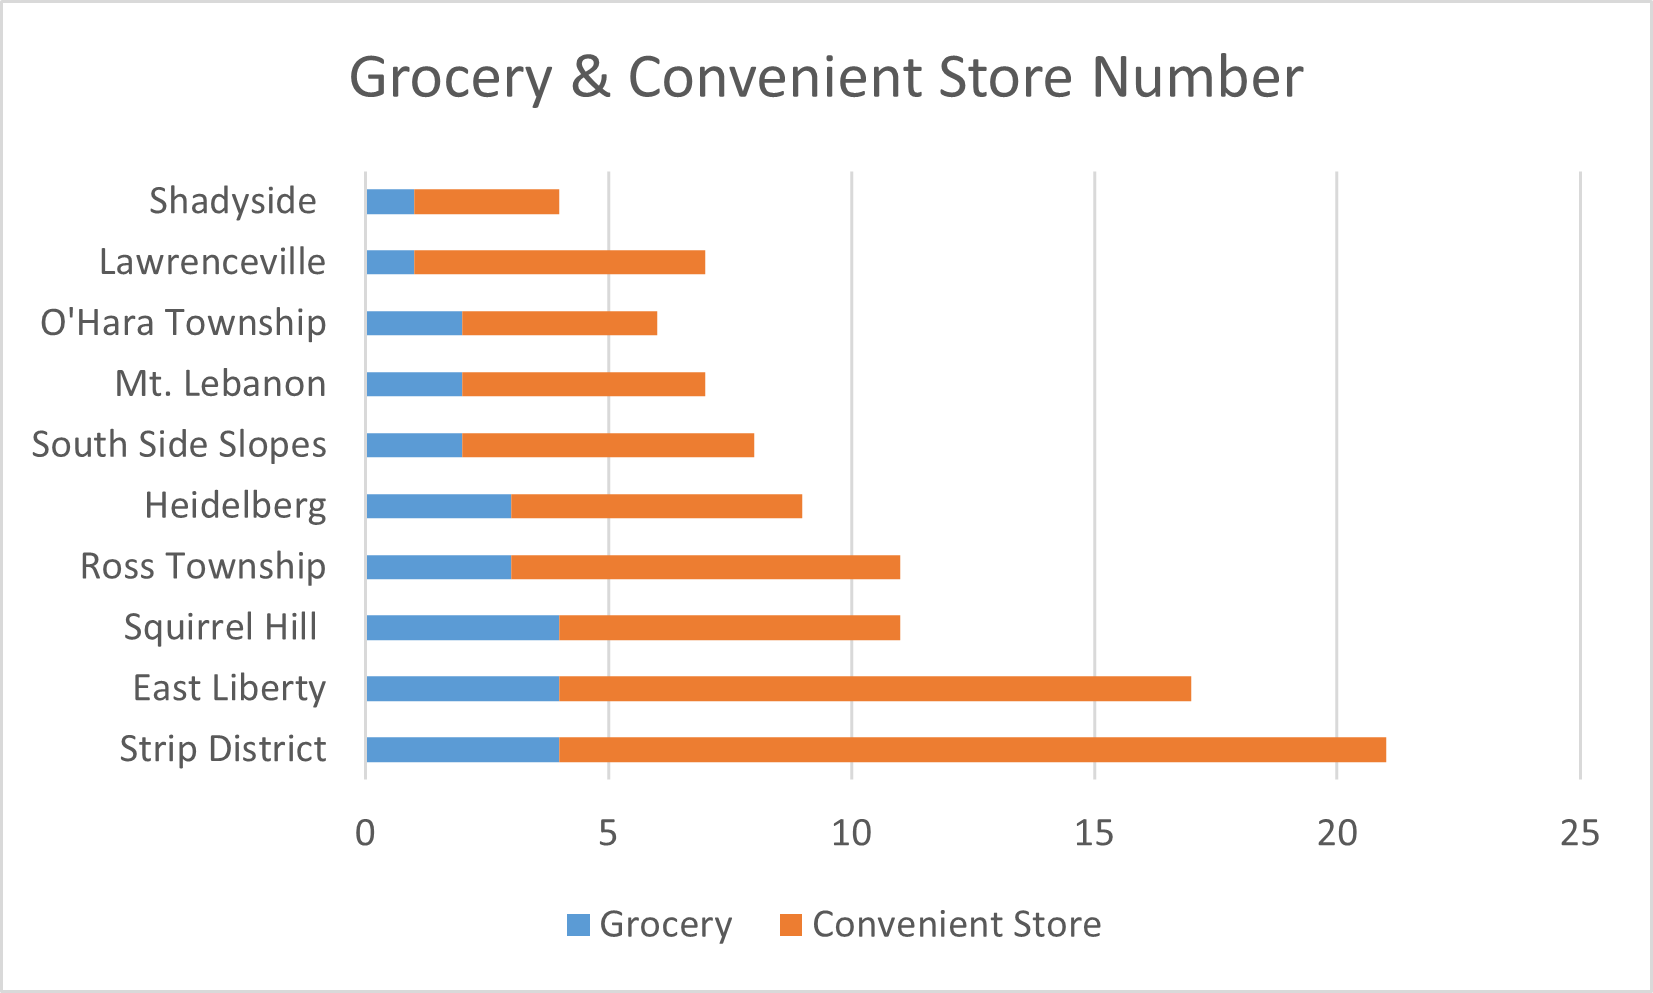 Grocery & Convenient Store Number
Shadyside
Lawrenceville
O'Hara Township
Mt. Lebanon
South Side Slopes
Heidelberg
Ross Township
Squirrel Hill
East Liberty
Strip District
0 5 10 15 20 25
Grocery Convenient Store